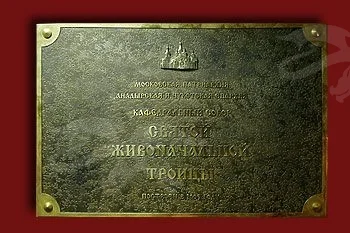 МОСКОВСКАЯ ПАТРИАРХИЯ
АНАДЫРСКАЯ И ЧУКОТСКАЯ ЕПАРХИЯ
КАФЕДРАЛЬНЫЙ СОБОР
СВЯТОЙ
ЖИВОНАЧАЛЬНОЙ
ТРОИЦЫ